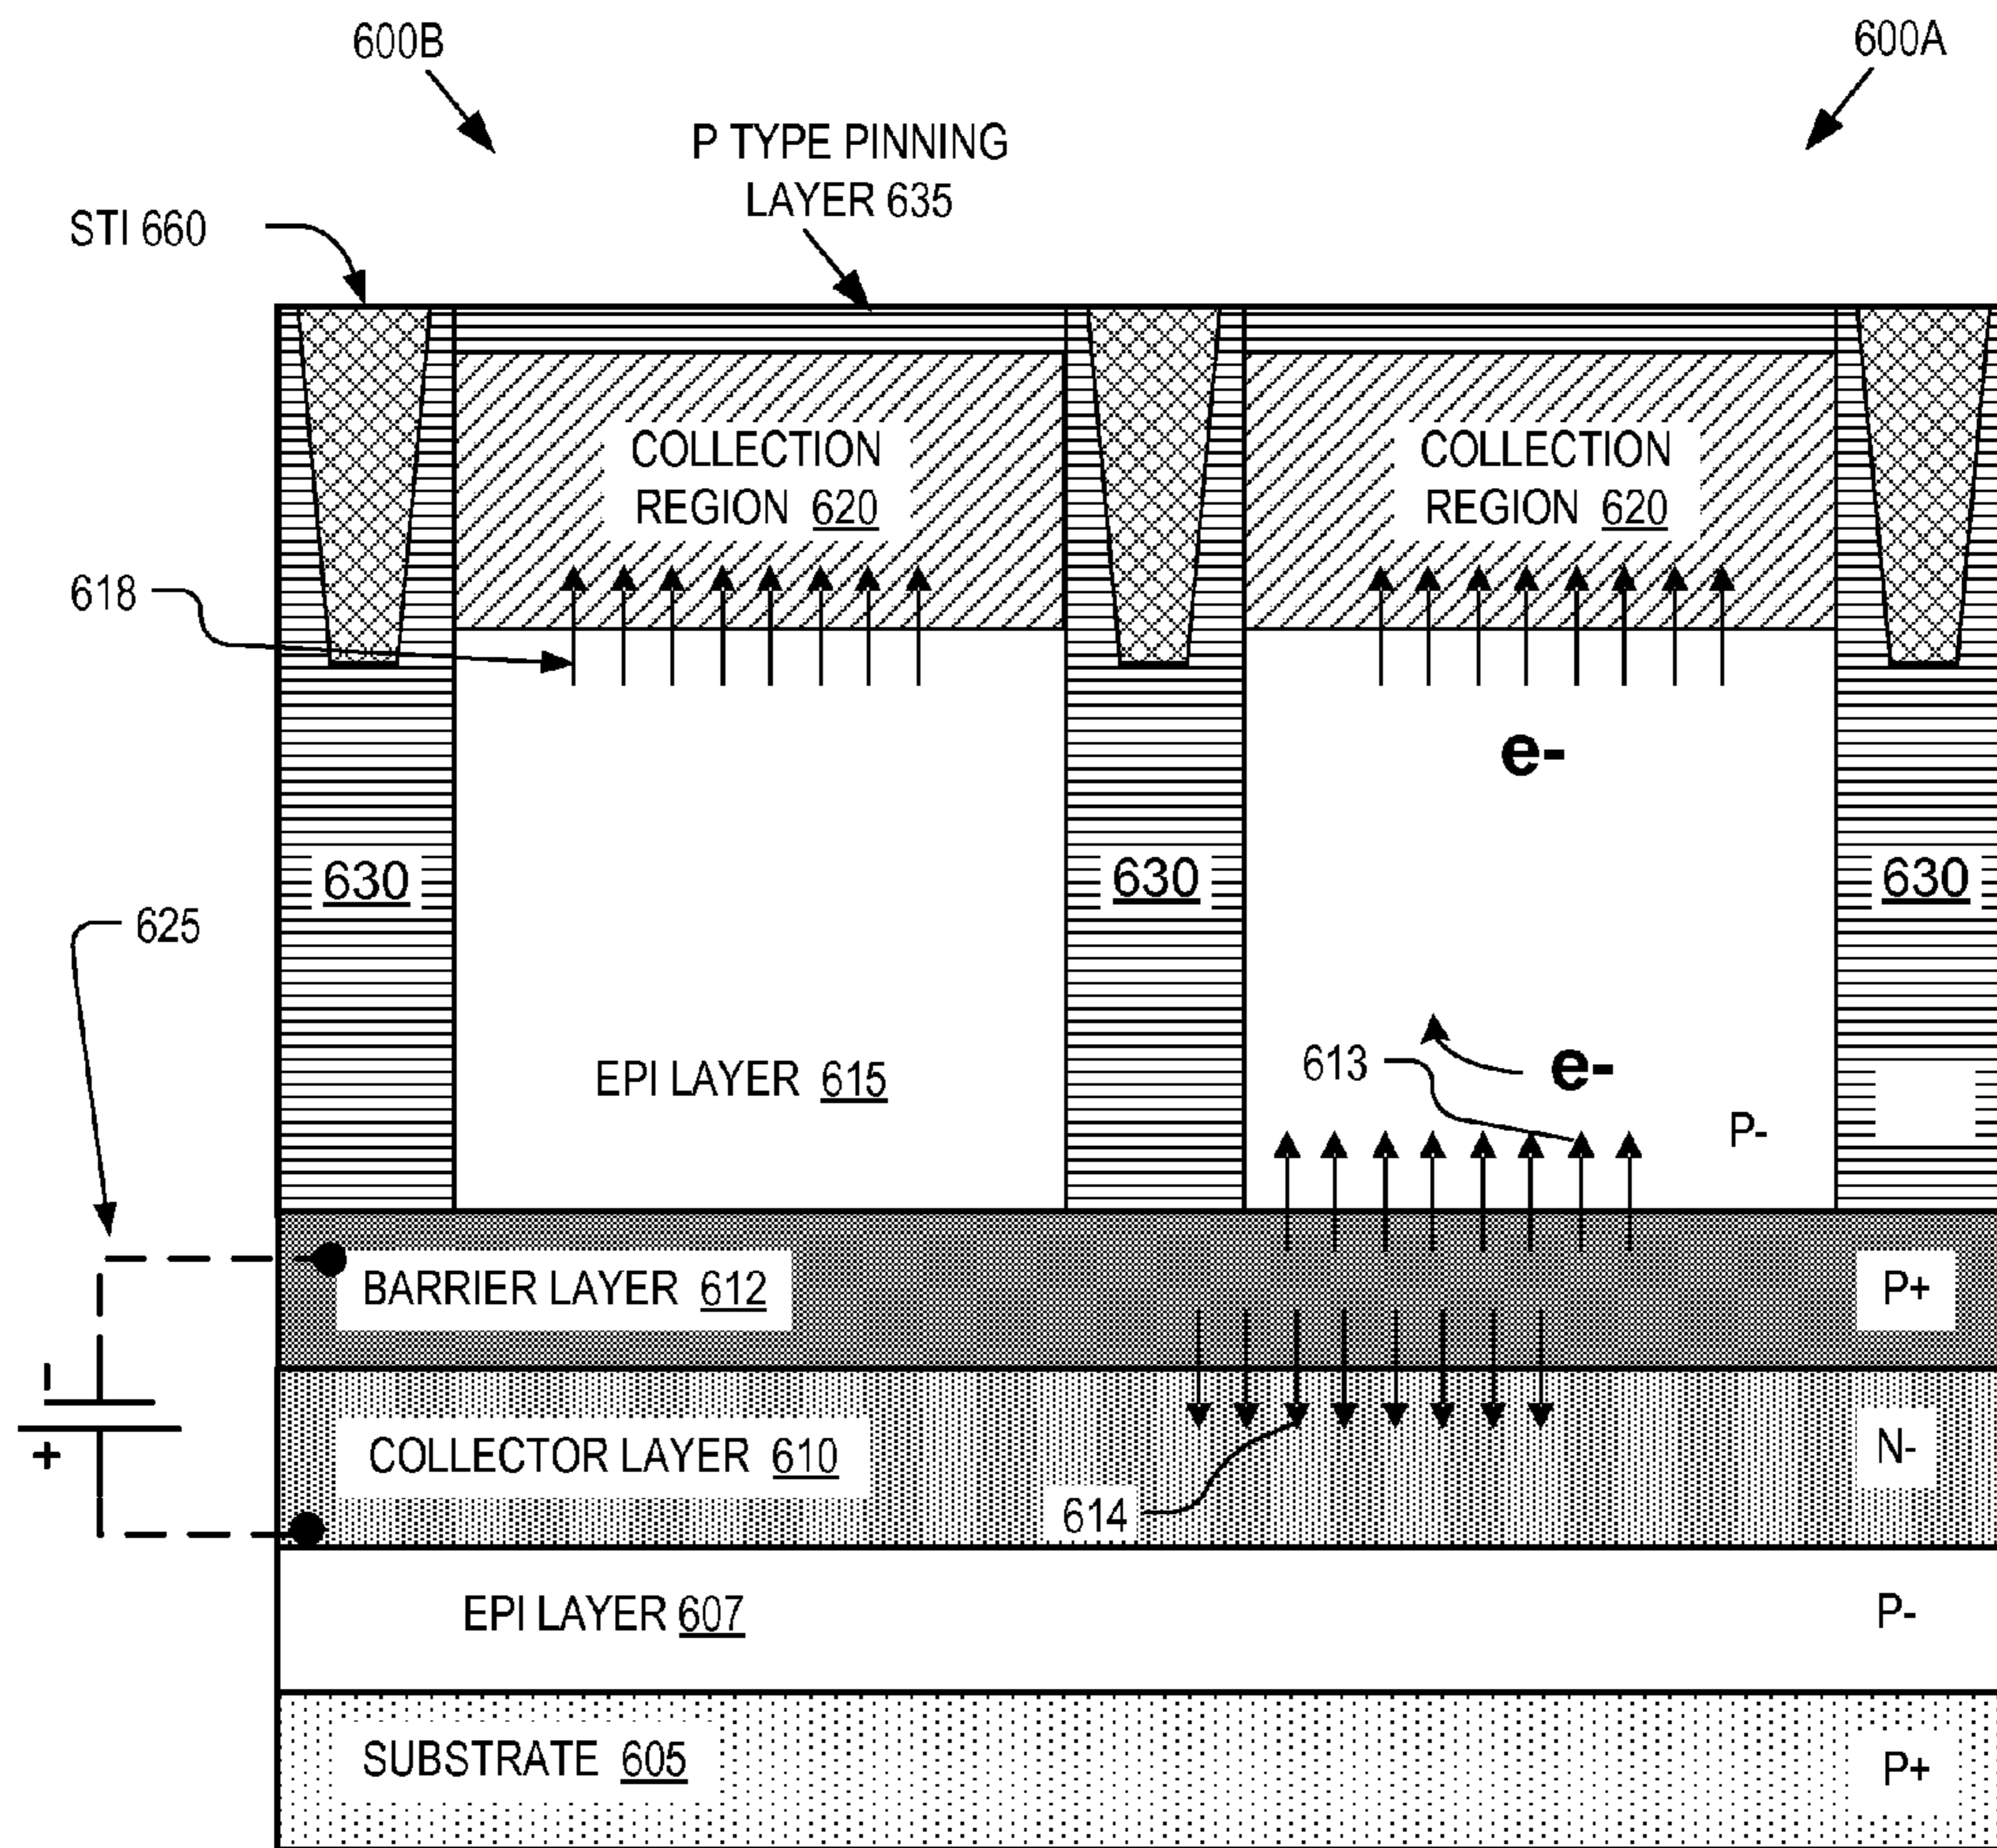 600B
600A
P TYPE PINNING
LAYER 635
STI 660
COLLECTION
REGION 620
COLLECTION
REGION 620
618
e-
630
630
630
625
613
e-
EPI LAYER 615
P-
BARRIER LAYER 612
P+
-
+
COLLECTOR LAYER 610
N-
614
EPI LAYER 607
P-
SUBSTRATE 605
P+